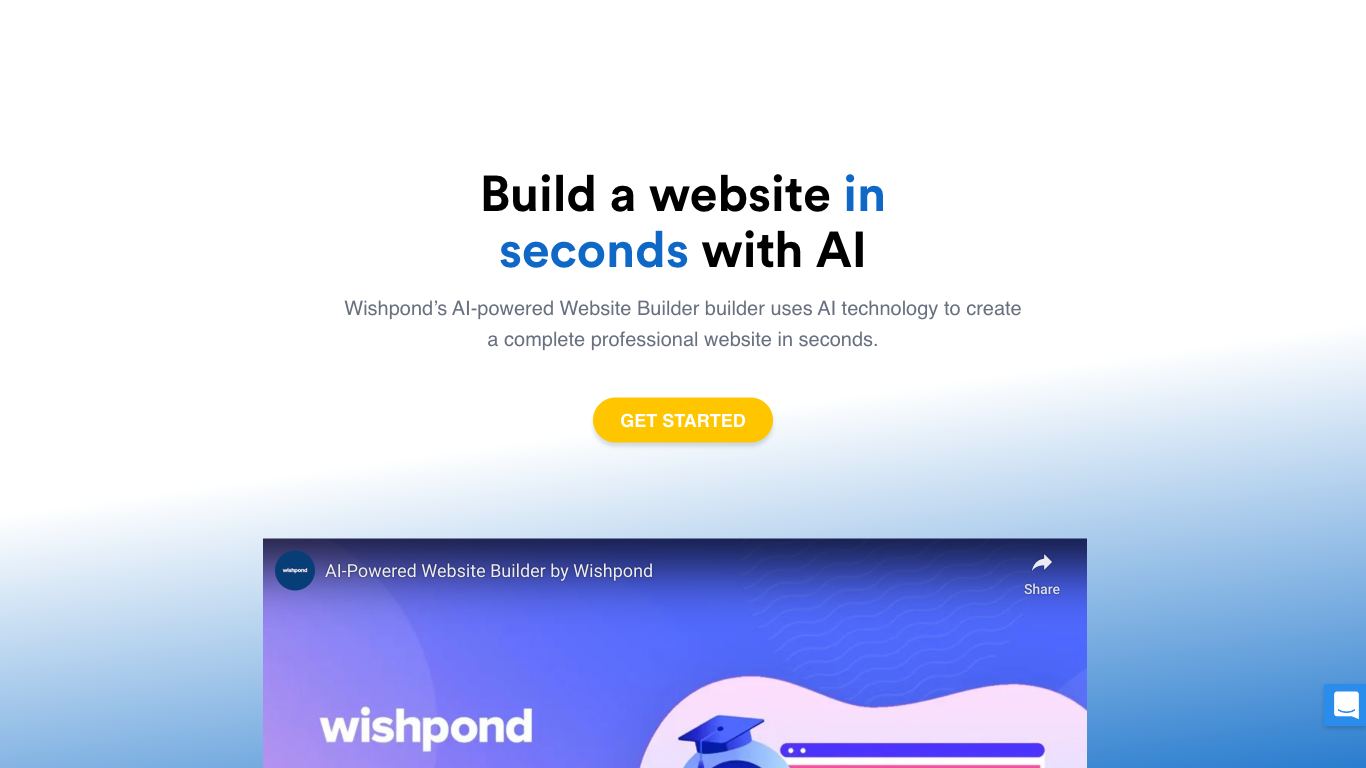 Build a website in
seconds with AI
Wishpond’s AI-powered Website Builder builder uses AI technology to create
a complete professional website in seconds.
GET STARTED
wishpond
AI-Powered Website Builder by Wishpond
Share
wishpond